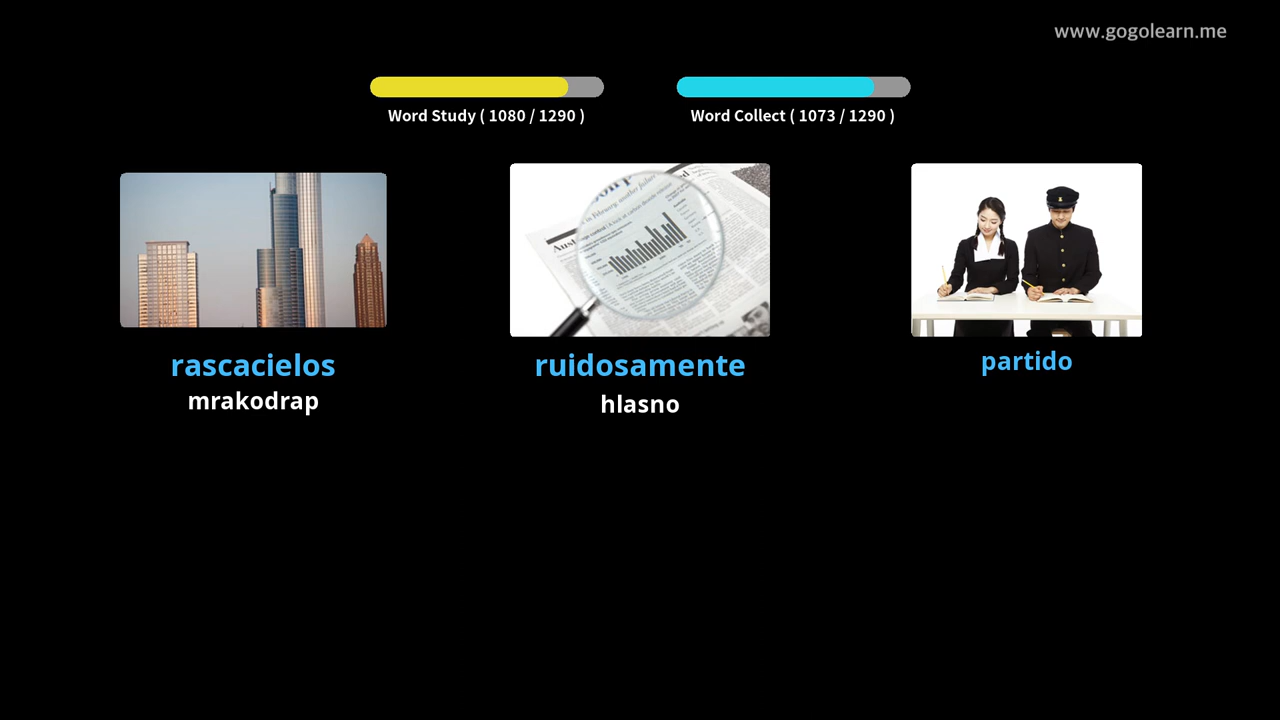 www.gogolearn.me
Word Study ( 1080 / 1290 )
Word Collect ( 1073 / 1290 )
rascacielos
mrakodrap
ruidosamente
hlasno
partido